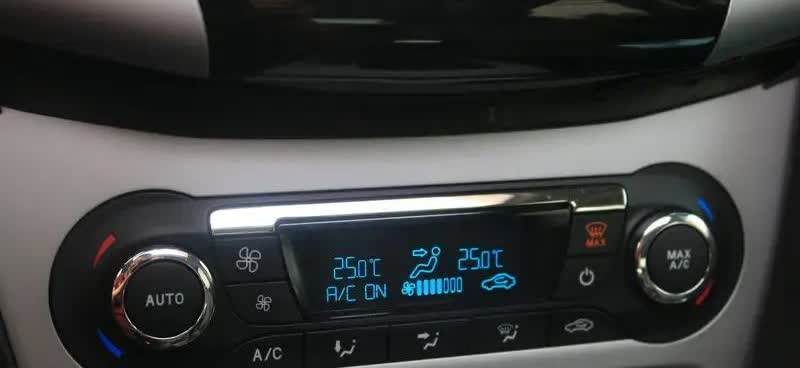 MAX
25.0℃ 25.0℃
A/C ON
AUTO
MAX
A/C
A/C